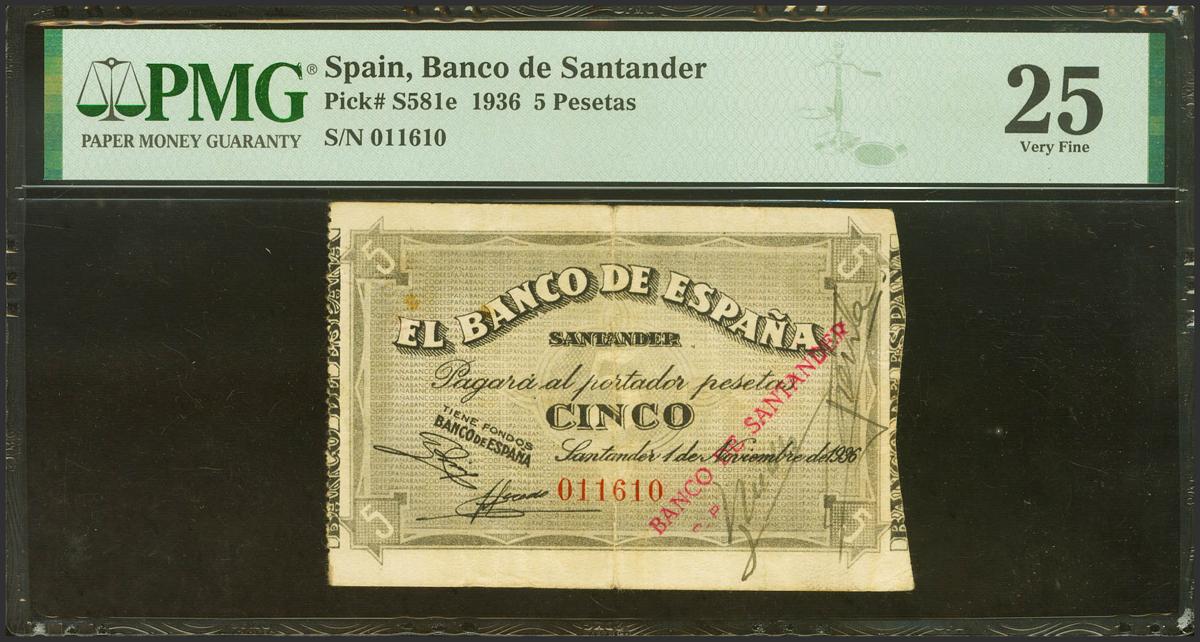 PMG®
PAPER MONEY GUARANTY
Spain, Banco de Santander
Pick# S581e 1936 5 Pesetas
S/N 011610
25
Very Fine
5
5
EL BANCO DE ESPAÑA
SANTANDER
Pagará al portador pesetas
CINCO
TIENE FONDOS
BANCO DE ESPAÑA
Santander 1 de Noviembre de 1936
011610
BANCO DE SANTANDER
C. P.
5
5